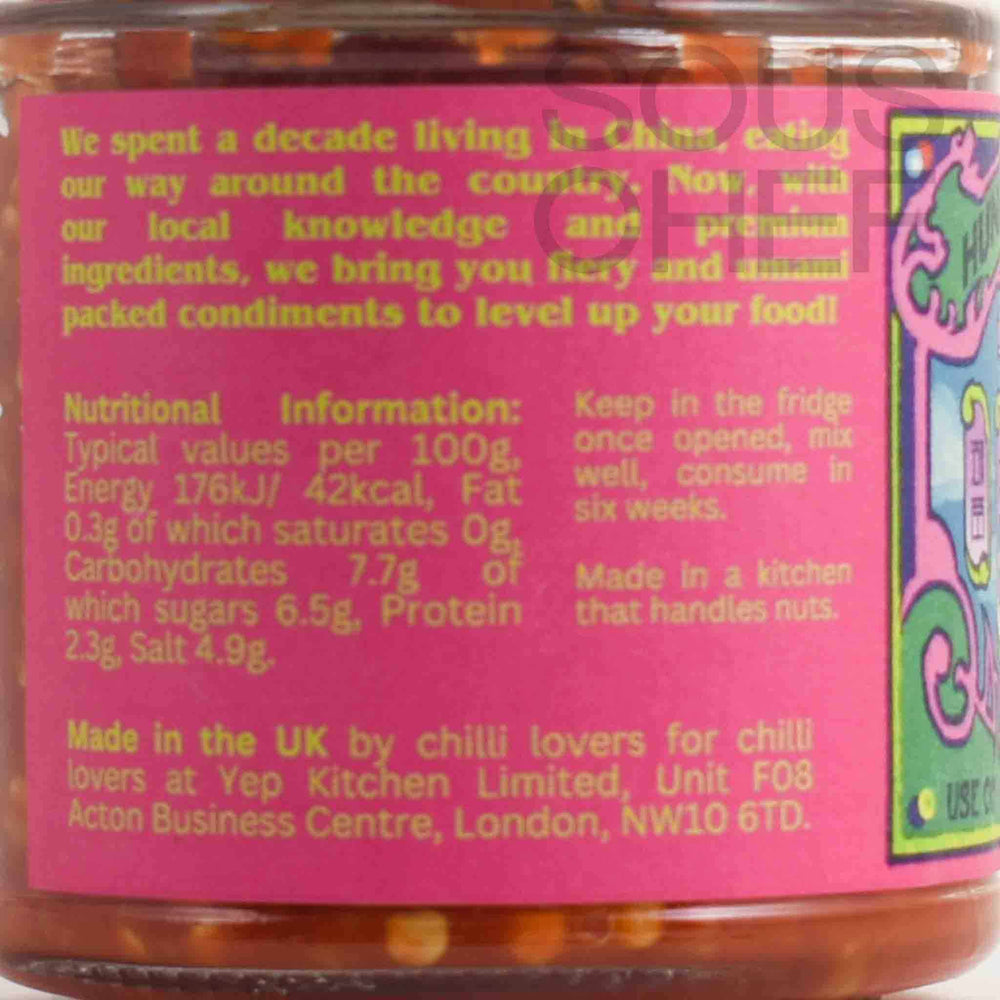 We spent a decade living in China, eating
our way around the country. Now, with
our local knowledge and premium
ingredients, we bring you fiery and umami
packed condiments to level up your food!
Nutritional Information:
Typical values per 100g,
Energy 176kJ/ 42kcal, Fat
0.3g of which saturates 0g,
Carbohydrates 7.7g of
which sugars 6.5g, Protein
2.3g, Salt 4.9g.
Keep in the fridge
once opened, mix
well, consume in
six weeks.
Made in a kitchen
that handles nuts.
Made in the UK by chilli lovers for chilli
lovers at Yep Kitchen Limited, Unit F08
Acton Business Centre, London, NW10 6TD.
SOUS
CHEF
USE